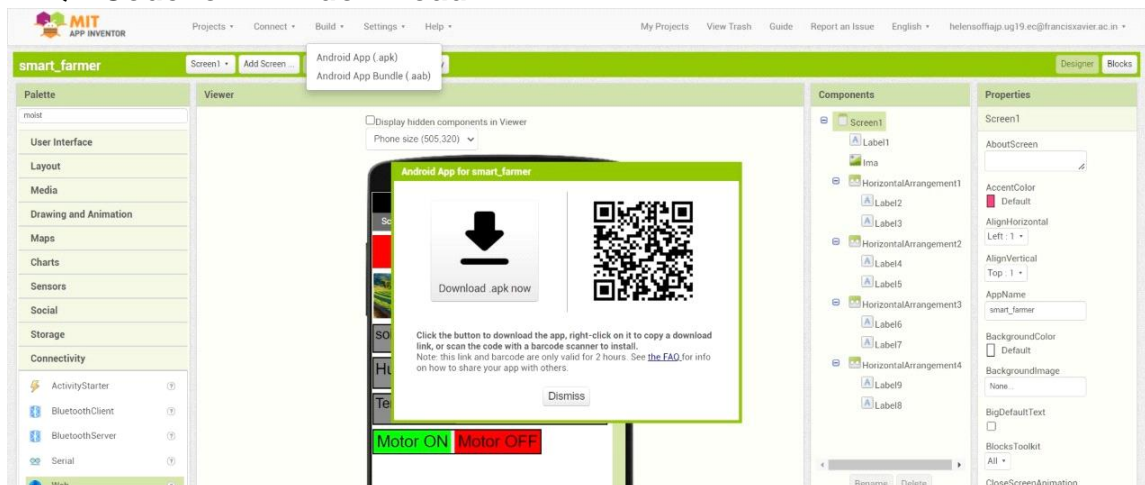 MIT
APP INVENTOR
Projects Connect Build Settings Help
My Projects View Trash Guide Report an Issue English helensoffiajp.ug19.ec@francisxavier.ac.in
Android App (.apk)
Android App Bundle (.aab)
smart_farmer
Screen1 Add Screen ...
Designer Blocks
Palette
moist
User Interface
Layout
Media
Drawing and Animation
Maps
Charts
Sensors
Social
Storage
Connectivity
ActivityStarter
BluetoothClient
BluetoothServer
Serial
Web
Viewer
Display hidden components in Viewer
Phone size (505,320)
Android App for smart_farmer
Download .apk now
Click the button to download the app, right-click on it to copy a download
link, or scan the code with a barcode scanner to install.
Note: this link and barcode are only valid for 2 hours. See the FAQ for info
on how to share your app with others.
Dismiss
Motor ON Motor OFF
Components
Screen1
Label1
Ima
HorizontalArrangement1
Label2
Label3
HorizontalArrangement2
Label4
Label5
HorizontalArrangement3
Label6
Label7
HorizontalArrangement4
Label9
Label8
Rename Delete
Properties
Screen1
AboutScreen
AccentColor
Default
AlignHorizontal
Left : 1
AlignVertical
Top : 1
AppName
smart_farmer
BackgroundColor
Default
BackgroundImage
None...
BigDefaultText
BlocksToolkit
All
CloseScreenAnimation